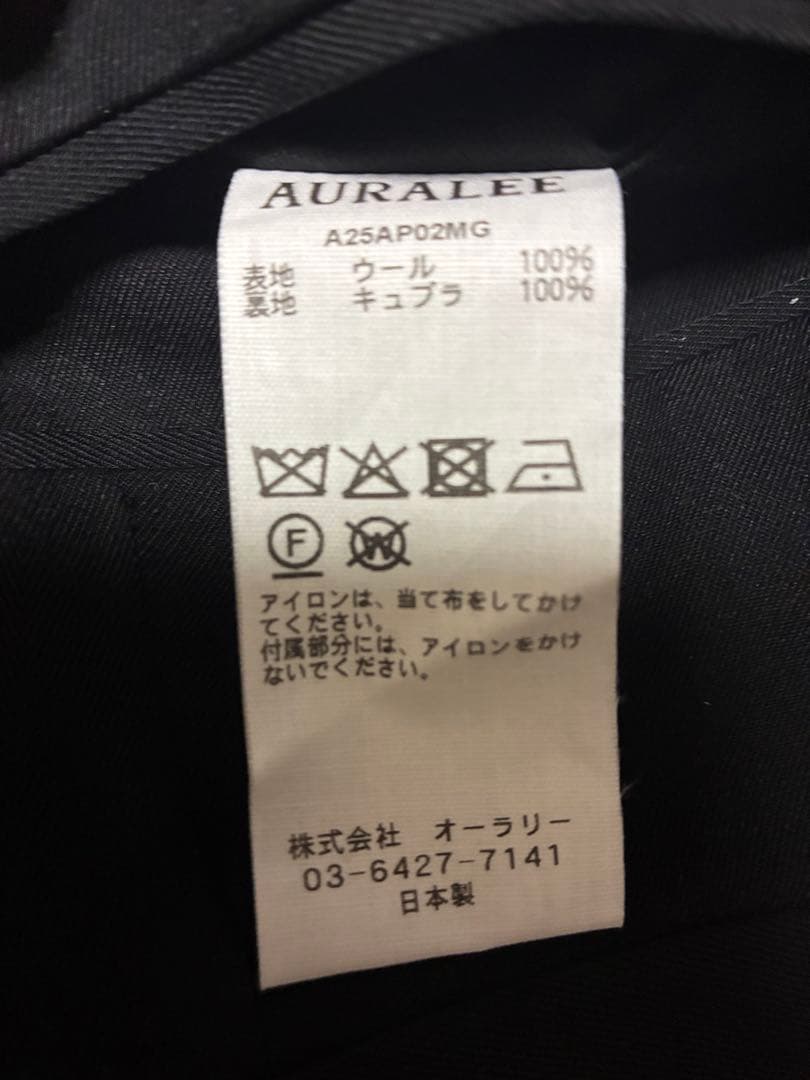 AURALEE
A25AP02MG
表地 ウール 100%
裏地 キュプラ 100%
F W
アイロンは、当て布をしてかけ
てください。
付属部分には、アイロンをかけ
ないでください。
株式会社 オーラリー
03-6427-7141
日本製